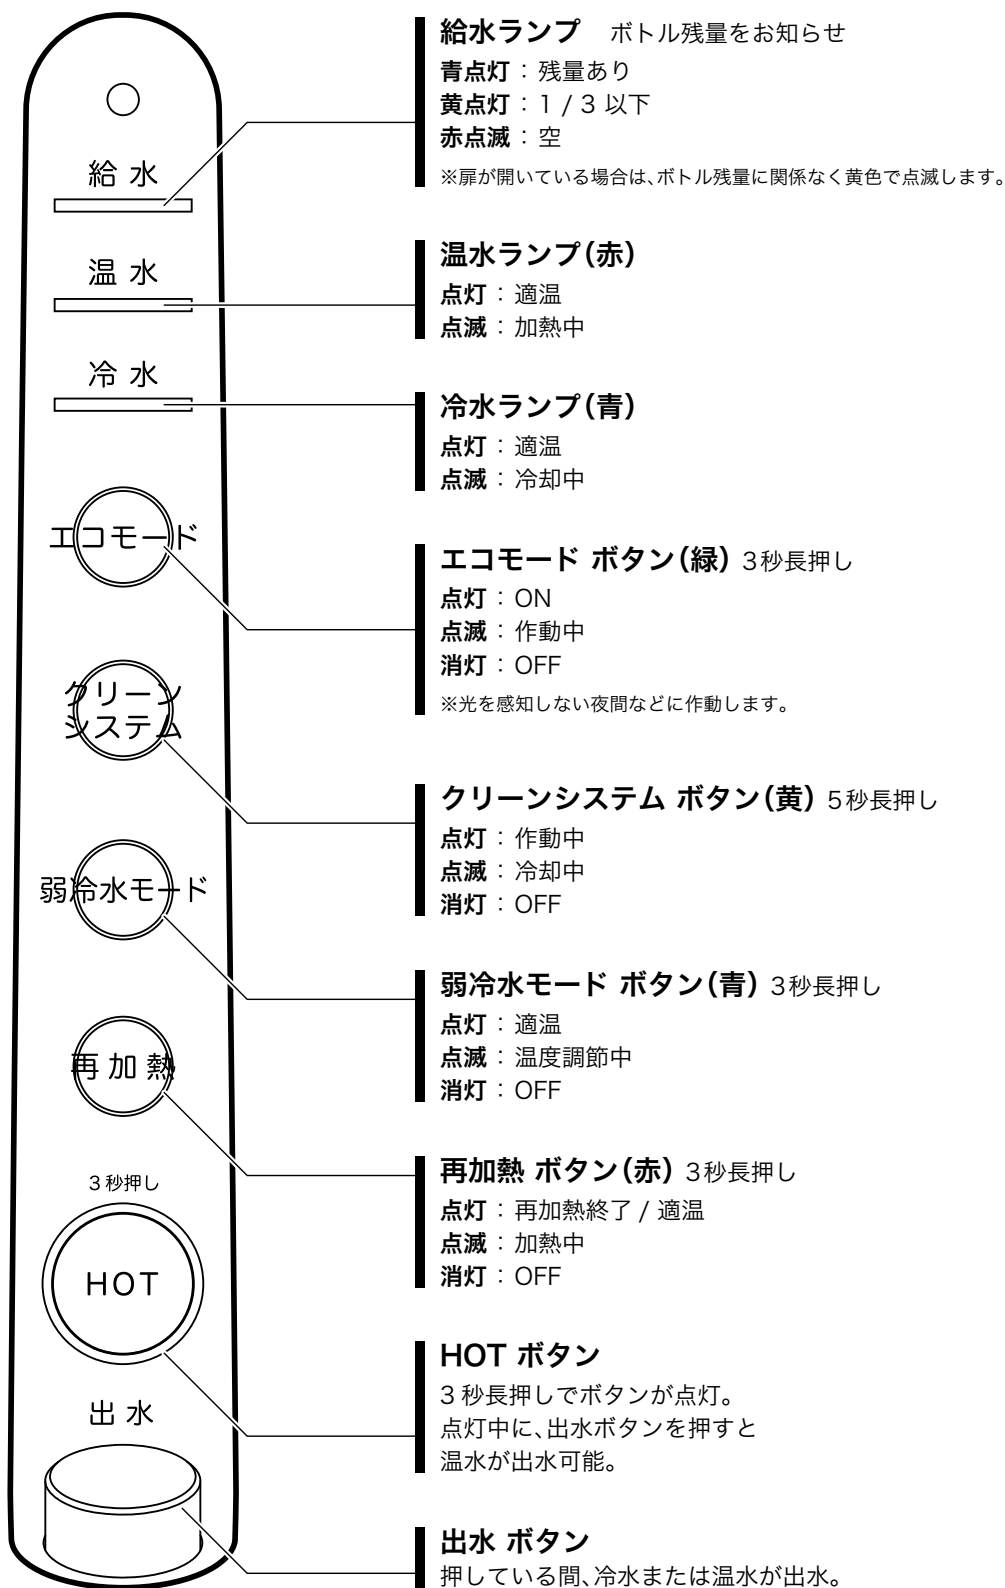 給水ランプ ボトル残量をお知らせ
青点灯：残量あり
黄点灯：1 / 3 以下
赤点滅：空
※扉が開いている場合は、ボトル残量に関係なく黄色で点滅します。
給 水
温水ランプ（赤）
点灯：適温
点滅：加熱中
温 水
冷水ランプ（青）
点灯：適温
点滅：冷却中
冷 水
エコモード ボタン（緑） 3秒長押し
点灯：ON
点滅：作動中
消灯：OFF
※光を感知しない夜間などに作動します。
エコモード
クリーンシステム ボタン（黄） 5秒長押し
点灯：作動中
点滅：冷却中
消灯：OFF
クリーン
システム
弱冷水モード ボタン（青） 3秒長押し
点灯：適温
点滅：温度調節中
消灯：OFF
弱冷水モード
再加熱 ボタン（赤） 3秒長押し
点灯：再加熱終了 / 適温
点滅：加熱中
消灯：OFF
再 加 熱
3秒押し
HOT
HOT ボタン
3秒長押しでボタンが点灯。
点灯中に、出水ボタンを押すと
温水が出水可能。
出 水
出水 ボタン
押している間、冷水または温水が出水。